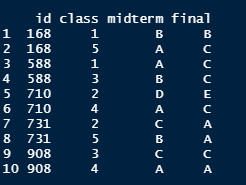 id class midterm final
1 168 1 B B
2 168 5 A C
3 588 1 A C
4 588 3 B C
5 710 2 D E
6 710 4 A C
7 731 2 C A
8 731 5 B A
9 908 3 C C
10 908 4 A A